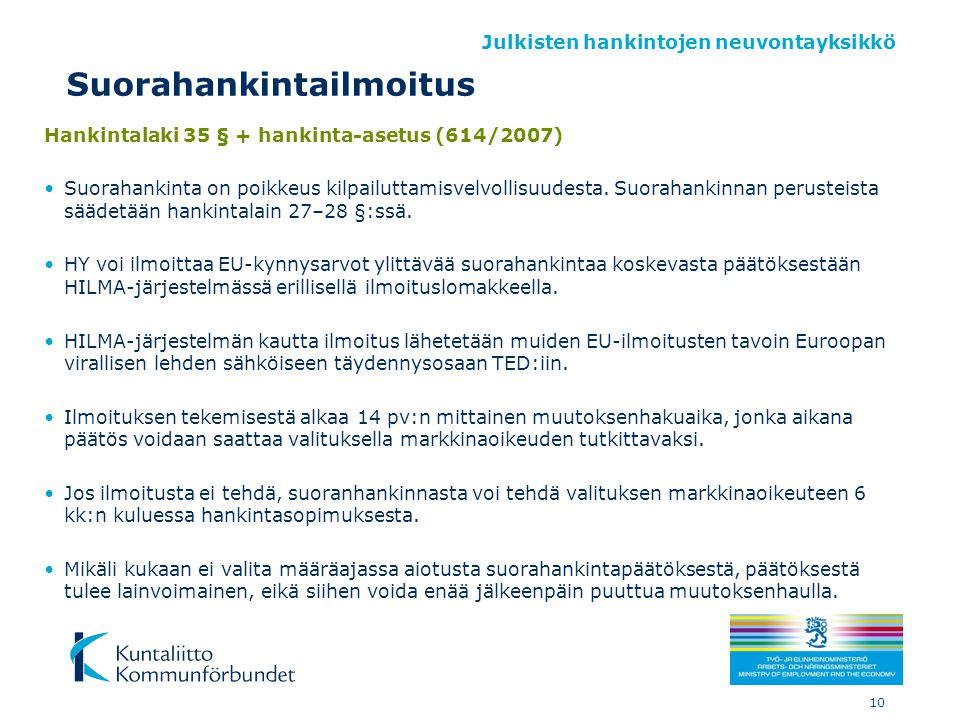 Julkisten hankintojen neuvontayksikkö
Suorahankintailmoitus
Hankintalaki 35 § + hankinta-asetus (614/2007)
• Suorahankinta on poikkeus kilpailuttamisvelvollisuudesta. Suorahankinnan perusteista
säädetään hankintalain 27–28 §:ssä.
• HY voi ilmoittaa EU-kynnysarvot ylittävää suorahankintaa koskevasta päätöksestään
HILMA-järjestelmässä erillisellä ilmoituslomakkeella.
• HILMA-järjestelmän kautta ilmoitus lähetetään muiden EU-ilmoitusten tavoin Euroopan
virallisen lehden sähköiseen täydennysosaan TED:iin.
• Ilmoituksen tekemisestä alkaa 14 pv:n mittainen muutoksenhakuaika, jonka aikana
päätös voidaan saattaa valituksella markkinaoikeuden tutkittavaksi.
• Jos ilmoitusta ei tehdä, suoranhankinnasta voi tehdä valituksen markkinaoikeuteen 6
kk:n kuluessa hankintasopimuksesta.
• Mikäli kukaan ei valita määräajassa aiotusta suorahankintapäätöksestä, päätöksestä
tulee lainvoimainen, eikä siihen voida enää jälkeenpäin puuttua muutoksenhaulla.
Kuntaliitto
Kommunförbundet
TYÖ- JA ELINKEINOMINISTERIÖ
ARBETS- OCH NÄRINGSMINISTERIET
MINISTRY OF EMPLOYMENT AND THE ECONOMY
10